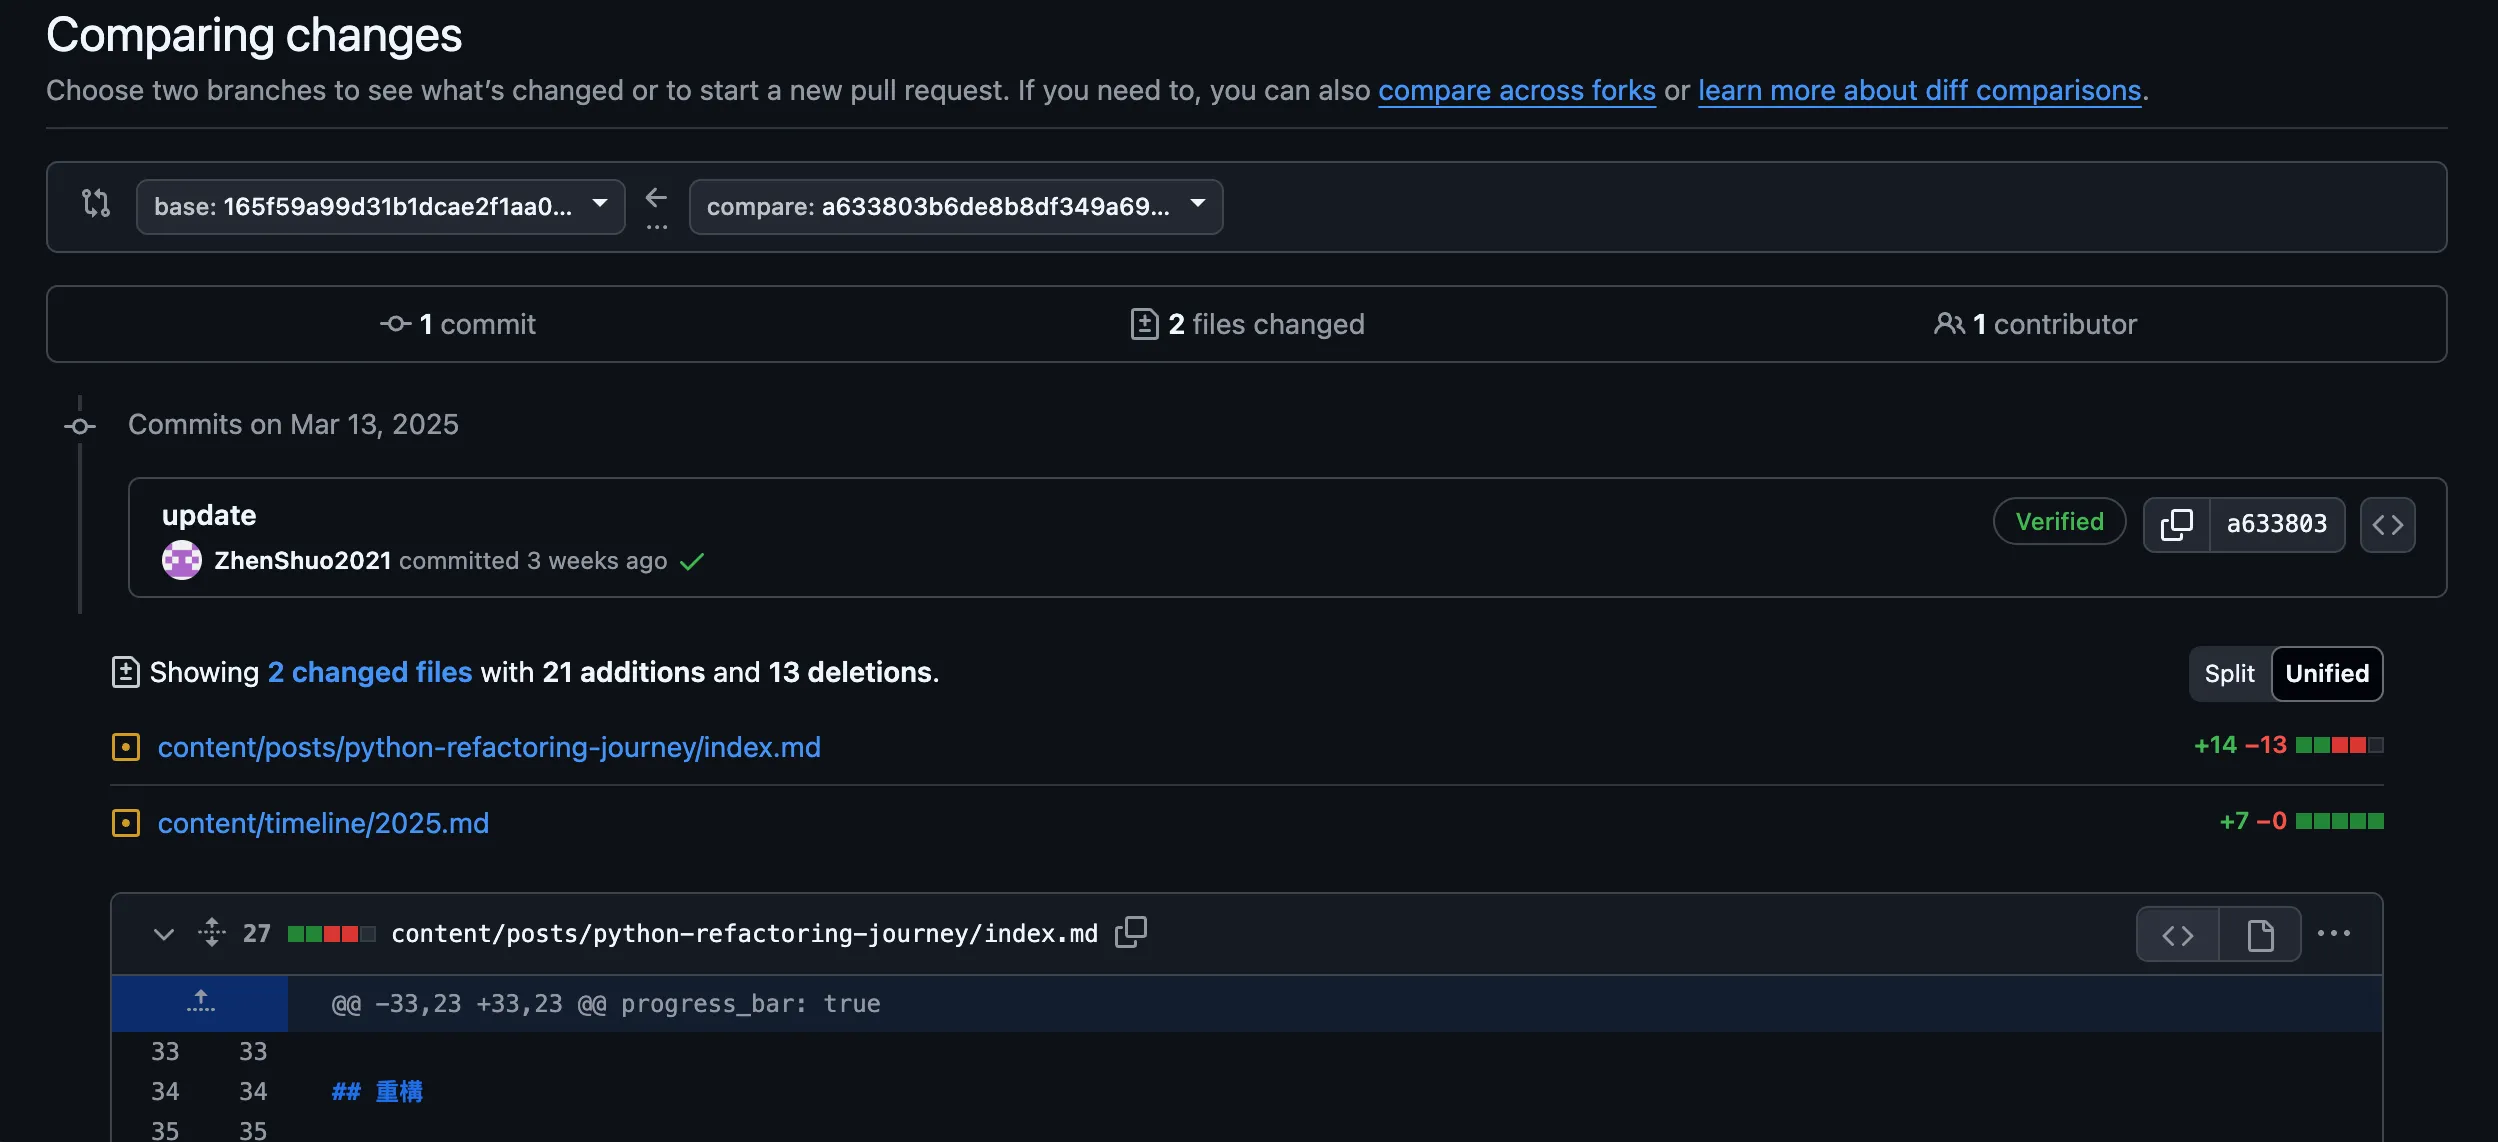 Comparing changes
Choose two branches to see what’s changed or to start a new pull request. If you need to, you can also compare across forks or learn more about diff comparisons.
base: 165f59a99d31b1dcae2f1aa0... compare: a633803b6de8b8df349a69...
1 commit 2 files changed 1 contributor
Commits on Mar 13, 2025
update
Verified a633803
ZhenShuo2021 committed 3 weeks ago
Showing 2 changed files with 21 additions and 13 deletions.
Split Unified
content/posts/python-refactoring-journey/index.md +14 −13
content/timeline/2025.md +7 −0
27 content/posts/python-refactoring-journey/index.md
@@ −33,23 +33,23 @@ progress_bar: true
33 33
34 34 ## 重構
35 35